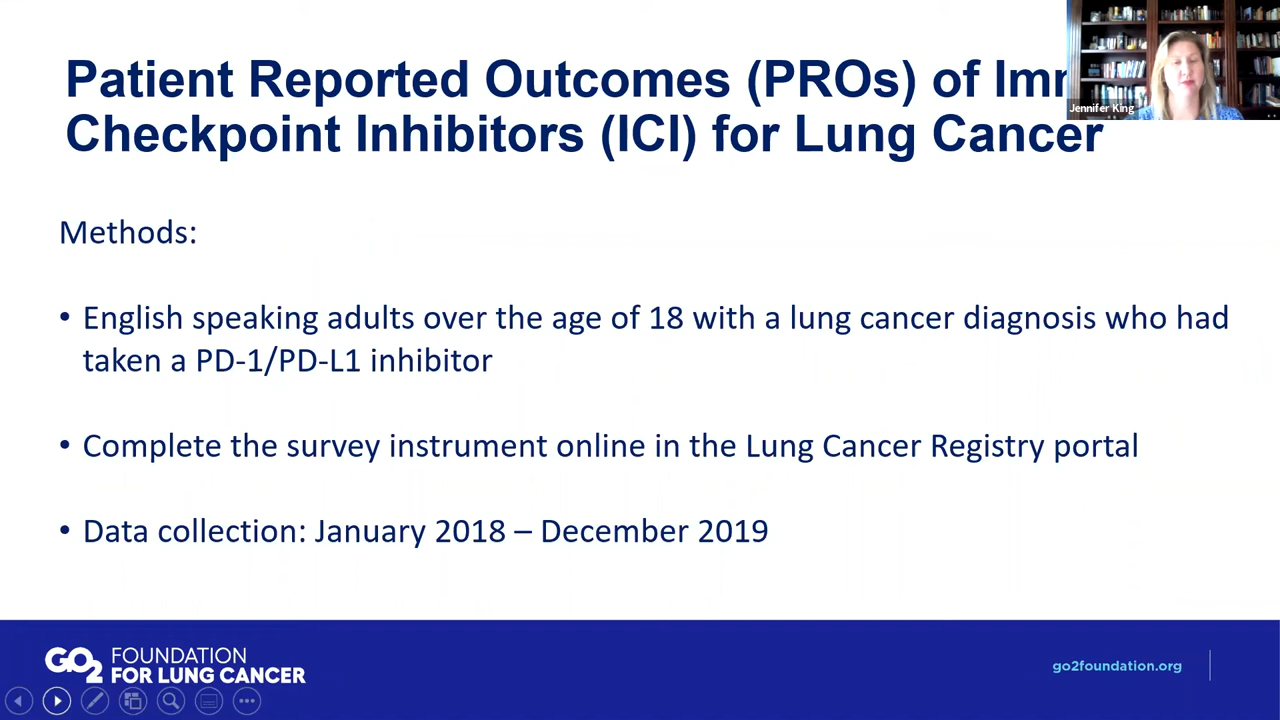 Patient Reported Outcomes (PROs) of
Checkpoint Inhibitors (ICI) for Lung Cancer
Jennifer King
Methods:
• English speaking adults over the age of 18 with a lung cancer diagnosis who had
taken a PD-1/PD-L1 inhibitor
• Complete the survey instrument online in the Lung Cancer Registry portal
• Data collection: January 2018 – December 2019
GO2 FOUNDATION
FOR LUNG CANCER
go2foundation.org